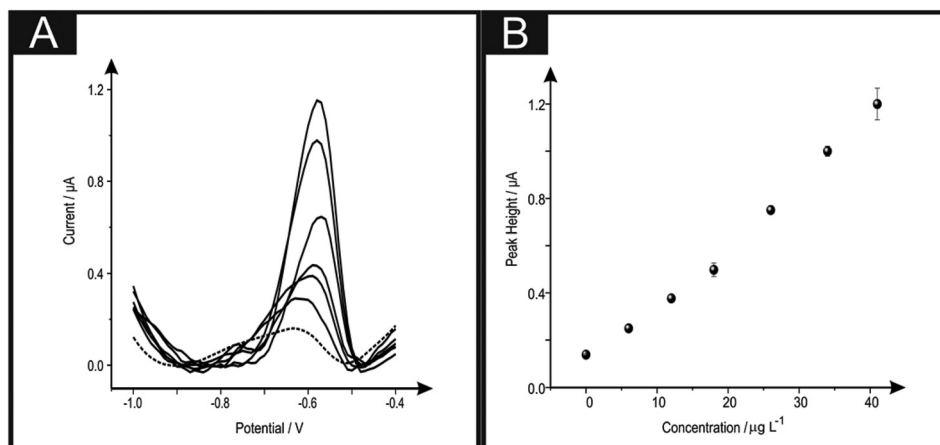 A
1.2
0.8
0.4
0.0
Current / µA
-1.0
-0.8
-0.6
-0.4
Potential / V
B
1.2
0.8
0.4
0.0
Peak Height / µA
0
10
20
30
40
Concentration / µg L⁻¹